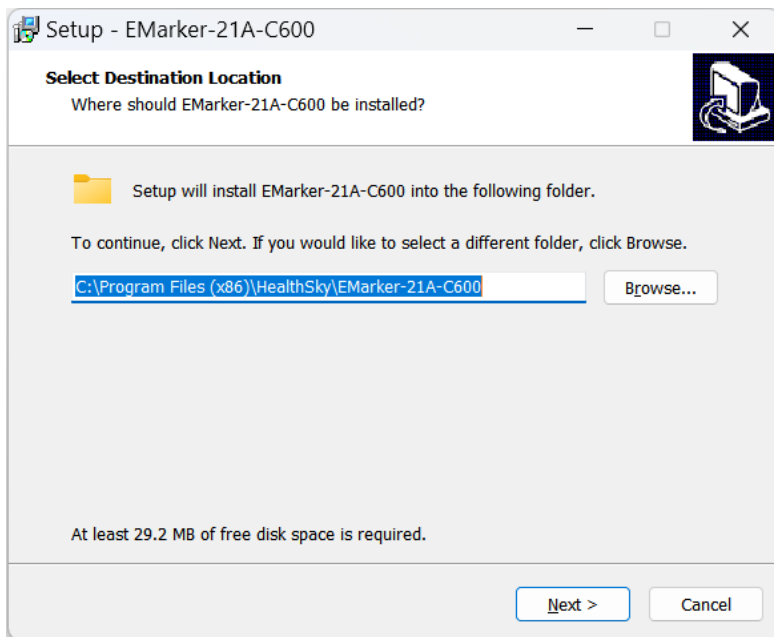 Setup - EMarker-21A-C600
Select Destination Location
Where should EMarker-21A-C600 be installed?
Setup will install EMarker-21A-C600 into the following folder.
To continue, click Next. If you would like to select a different folder, click Browse.
C:\Program Files (x86)\HealthSky\EMarker-21A-C600
Browse...
At least 29.2 MB of free disk space is required.
Next >
Cancel